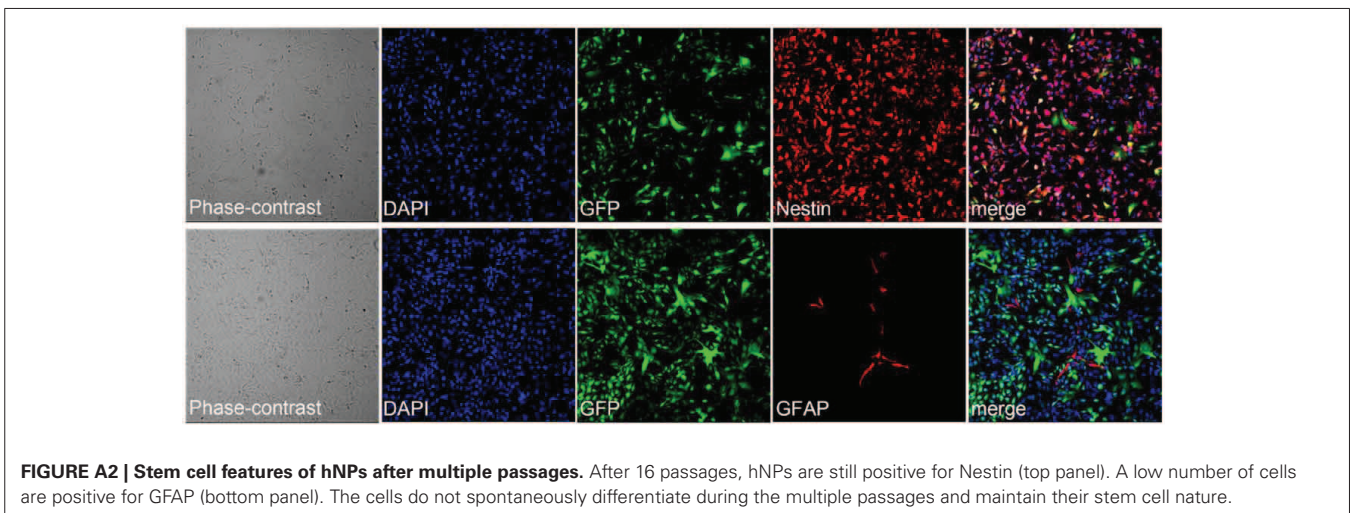 Phase-contrast DAPI GFP Nestin merge
Phase-contrast DAPI GFP GFAP merge
FIGURE A2 | Stem cell features of hNPs after multiple passages. After 16 passages, hNPs are still positive for Nestin (top panel). A low number of cells
are positive for GFAP (bottom panel). The cells do not spontaneously differentiate during the multiple passages and maintain their stem cell nature.